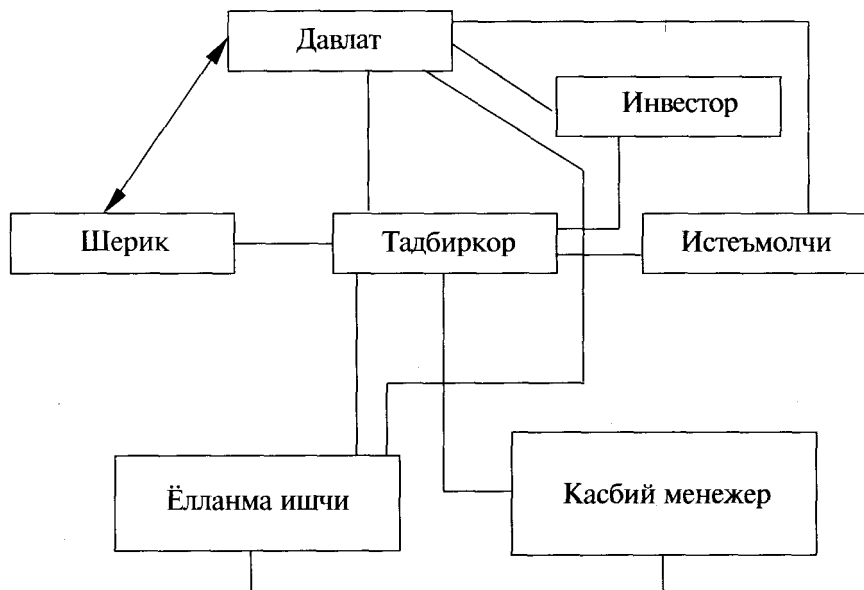 Давлат
Инвестор
Шерик
Тадбиркор
Истеъмолчи
Ёлланма ишчи
Касбий менежер